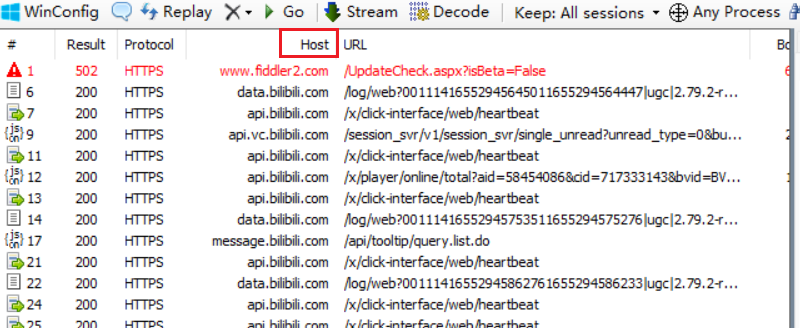 WinConfig Replay Go Stream Decode Keep: All sessions Any Process
# Result Protocol Host URL Bo
1 502 HTTPS www.fiddler2.com /UpdateCheck.aspx?isBeta=False
6 200 HTTPS data.bilibili.com /log/web?001114165529456450116552945644​47|ugc|2.79.2-r...
7 200 HTTPS api.bilibili.com /x/click-interface/web/heartbeat
9 200 HTTPS api.vc.bilibili.com /session_svr/v1/session_svr/single_unread?unread_type=0&bu... 2
11 200 HTTPS api.bilibili.com /x/click-interface/web/heartbeat
12 200 HTTPS api.bilibili.com /x/player/online/total?aid=58454086&cid=717333143&bvid=BV... 1
13 200 HTTPS api.bilibili.com /x/click-interface/web/heartbeat
14 200 HTTPS data.bilibili.com /log/web?0011141655294575351165529457​5276|ugc|2.79.2-r...
17 200 HTTPS message.bilibili.com /api/tooltip/query.list.do
21 200 HTTPS api.bilibili.com /x/click-interface/web/heartbeat
22 200 HTTPS data.bilibili.com /log/web?0011141655294586276165529458​6233|ugc|2.79.2-r...
24 200 HTTPS api.bilibili.com /x/click-interface/web/heartbeat
25 200 HTTPS api.bilibili.com /x/click-interface/web/heartbeat